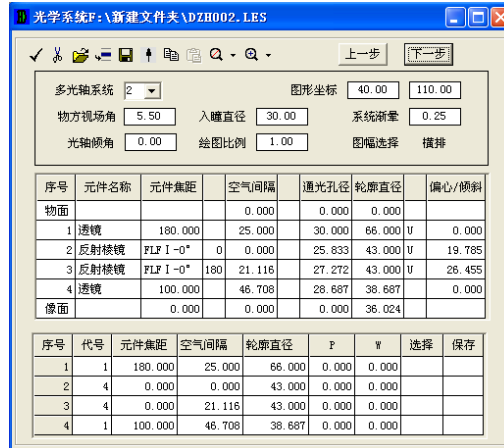 光学系统F:\新建文件夹\DZH002.LES
上一步 下一步
多光轴系统 2 图形坐标 40.00 110.00
物方视场角 5.50 入瞳直径 30.00 系统渐晕 0.25
光轴倾角 0.00 绘图比例 1.00 图幅选择 横排
序号 元件名称 元件焦距 空气间隔 通光孔径 轮廓直径 偏心/倾斜
物面 0.000 0.000 0.000
1 透镜 180.000 25.000 30.000 66.000 U 0.000
2 反射棱镜 FLFⅠ-0° 0 0.000 25.833 43.000 U 19.785
3 反射棱镜 FLFⅠ-0° 180 21.116 27.272 43.000 U 26.455
4 透镜 100.000 46.708 28.687 38.687 0.000
像面 0.000 0.000 0.000 36.024
序号 代号 元件焦距 空气间隔 轮廓直径 P W 选择 保存
1 1 180.000 25.000 66.000 0.000 0.000
2 4 0.000 0.000 43.000 0.000 0.000
3 4 0.000 21.116 43.000 0.000 0.000
4 1 100.000 46.708 38.687 0.000 0.000